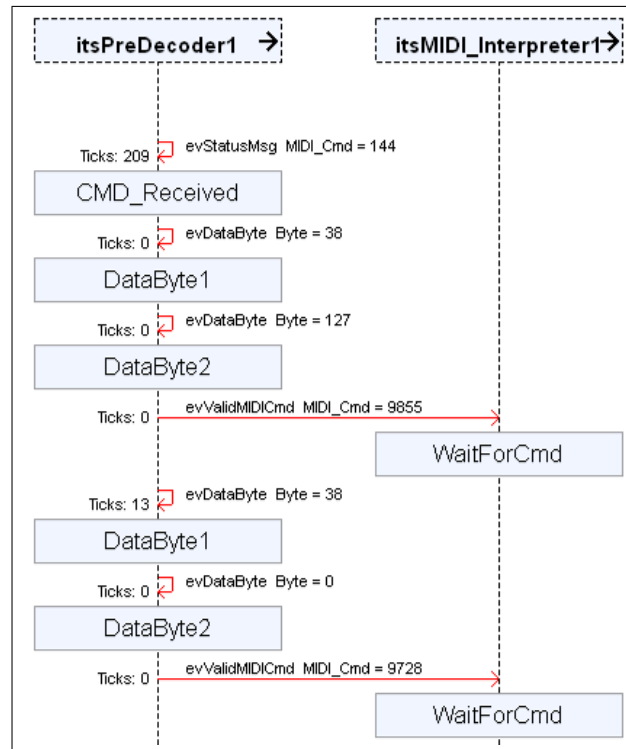 itsPreDecoder1 itsMIDI_Interpreter1
evStatusMsg MIDI_Cmd = 144
Ticks: 209
CMD_Received
evDataByte Byte = 38
Ticks: 0
DataByte1
evDataByte Byte = 127
Ticks: 0
DataByte2
evValidMIDICmd MIDI_Cmd = 9855
Ticks: 0
WaitForCmd
evDataByte Byte = 38
Ticks: 13
DataByte1
evDataByte Byte = 0
Ticks: 0
DataByte2
evValidMIDICmd MIDI_Cmd = 9728
Ticks: 0
WaitForCmd